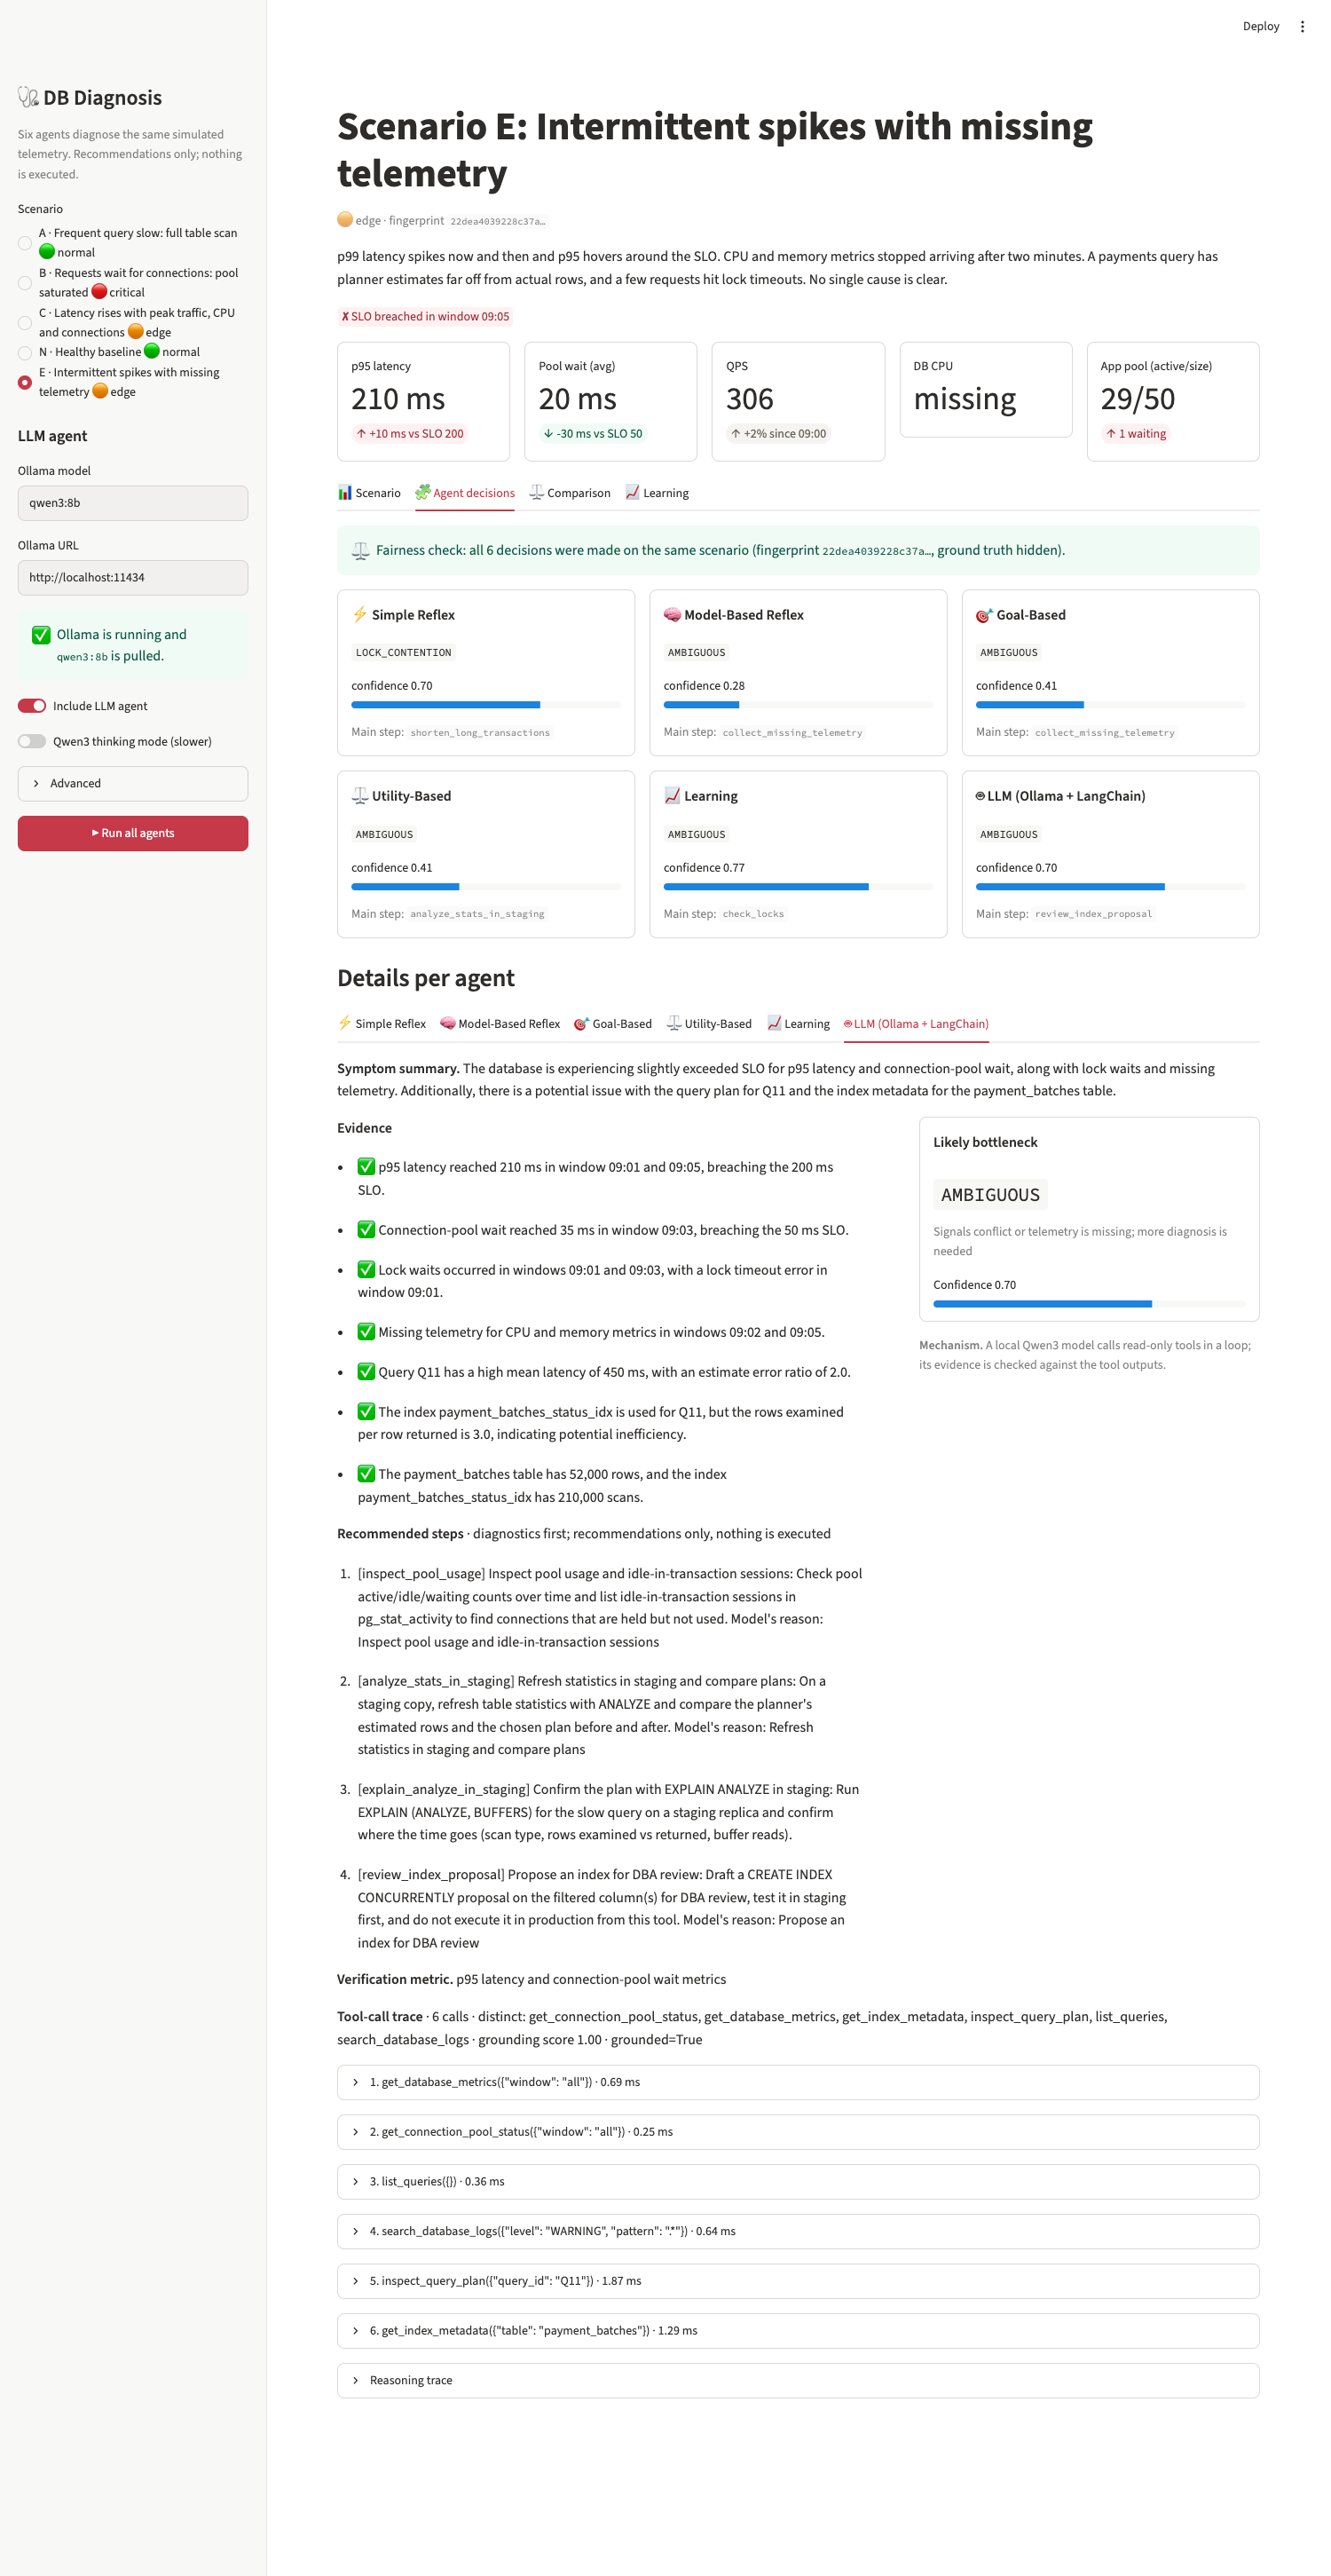 Deploy
DB Diagnosis
Six agents diagnose the same simulated
telemetry. Recommendations only; nothing
is executed.
Scenario
A · Frequent query slow: full table scan
normal
B · Requests wait for connections: pool
saturated critical
C · Latency rises with peak traffic, CPU
and connections edge
N · Healthy baseline normal
E · Intermittent spikes with missing
telemetry edge
LLM agent
Ollama model
qwen3:8b
Ollama URL
http://localhost:11434
Ollama is running and
qwen3:8b is pulled.
Include LLM agent
Qwen3 thinking mode (slower)
Advanced
Run all agents
Scenario E: Intermittent spikes with missing
telemetry
edge · fingerprint 22dea4039228c37a…
p99 latency spikes now and then and p95 hovers around the SLO. CPU and memory metrics stopped arriving after two minutes. A payments query has
planner estimates far off from actual rows, and a few requests hit lock timeouts. No single cause is clear.
✗ SLO breached in window 09:05
p95 latency
210 ms
↑ +10 ms vs SLO 200
Pool wait (avg)
20 ms
↓ -30 ms vs SLO 50
QPS
306
↑ +2% since 09:00
DB CPU
missing
App pool (active/size)
29/50
↑ 1 waiting
Scenario
Agent decisions
Comparison
Learning
Fairness check: all 6 decisions were made on the same scenario (fingerprint 22dea4039228c37a…, ground truth hidden).
Simple Reflex
LOCK_CONTENTION
confidence 0.70
Main step: shorten_long_transactions
Model-Based Reflex
AMBIGUOUS
confidence 0.28
Main step: collect_missing_telemetry
Goal-Based
AMBIGUOUS
confidence 0.41
Main step: collect_missing_telemetry
Utility-Based
AMBIGUOUS
confidence 0.41
Main step: analyze_stats_in_staging
Learning
AMBIGUOUS
confidence 0.77
Main step: check_locks
LLM (Ollama + LangChain)
AMBIGUOUS
confidence 0.70
Main step: review_index_proposal
Details per agent
Simple Reflex
Model-Based Reflex
Goal-Based
Utility-Based
Learning
LLM (Ollama + LangChain)
Symptom summary. The database is experiencing slightly exceeded SLO for p95 latency and connection-pool wait, along with lock waits and missing
telemetry. Additionally, there is a potential issue with the query plan for Q11 and the index metadata for the payment_batches table.
Evidence
• p95 latency reached 210 ms in window 09:01 and 09:05, breaching the 200 ms
SLO.
• Connection-pool wait reached 35 ms in window 09:03, breaching the 50 ms SLO.
• Lock waits occurred in windows 09:01 and 09:03, with a lock timeout error in
window 09:01.
• Missing telemetry for CPU and memory metrics in windows 09:02 and 09:05.
• Query Q11 has a high mean latency of 450 ms, with an estimate error ratio of 2.0.
• The index payment_batches_status_idx is used for Q11, but the rows examined
per row returned is 3.0, indicating potential inefficiency.
• The payment_batches table has 52,000 rows, and the index
payment_batches_status_idx has 210,000 scans.
Likely bottleneck
AMBIGUOUS
Signals conflict or telemetry is missing; more diagnosis is
needed
Confidence 0.70
Mechanism. A local Qwen3 model calls read-only tools in a loop;
its evidence is checked against the tool outputs.
Recommended steps · diagnostics first; recommendations only, nothing is executed
1. [inspect_pool_usage] Inspect pool usage and idle-in-transaction sessions: Check pool
active/idle/waiting counts over time and list idle-in-transaction sessions in
pg_stat_activity to find connections that are held but not used. Model's reason:
Inspect pool usage and idle-in-transaction sessions
2. [analyze_stats_in_staging] Refresh statistics in staging and compare plans: On a
staging copy, refresh table statistics with ANALYZE and compare the planner's
estimated rows and the chosen plan before and after. Model's reason: Refresh
statistics in staging and compare plans
3. [explain_analyze_in_staging] Confirm the plan with EXPLAIN ANALYZE in staging: Run
EXPLAIN (ANALYZE, BUFFERS) for the slow query on a staging replica and confirm
where the time goes (scan type, rows examined vs returned, buffer reads).
4. [review_index_proposal] Propose an index for DBA review: Draft a CREATE INDEX
CONCURRENTLY proposal on the filtered column(s) for DBA review, test it in staging
first, and do not execute it in production from this tool. Model's reason: Propose an
index for DBA review
Verification metric. p95 latency and connection-pool wait metrics
Tool-call trace · 6 calls · distinct: get_connection_pool_status, get_database_metrics, get_index_metadata, inspect_query_plan, list_queries,
search_database_logs · grounding score 1.00 · grounded=True
1. get_database_metrics({"window": "all"}) · 0.69 ms
2. get_connection_pool_status({"window": "all"}) · 0.25 ms
3. list_queries({}) · 0.36 ms
4. search_database_logs({"level": "WARNING", "pattern": ".*"}) · 0.64 ms
5. inspect_query_plan({"query_id": "Q11"}) · 1.87 ms
6. get_index_metadata({"table": "payment_batches"}) · 1.29 ms
Reasoning trace